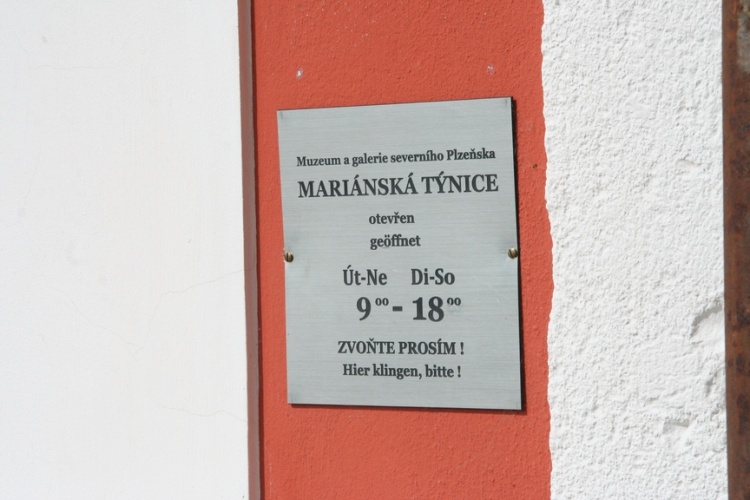 Muzeum a galerie severního Plzeňska
MARIÁNSKÁ TÝNICE
otevřen
geöffnet
Út-Ne Di-So
9⁰⁰ - 18⁰⁰
ZVOŇTE PROSÍM !
Hier klingen, bitte !